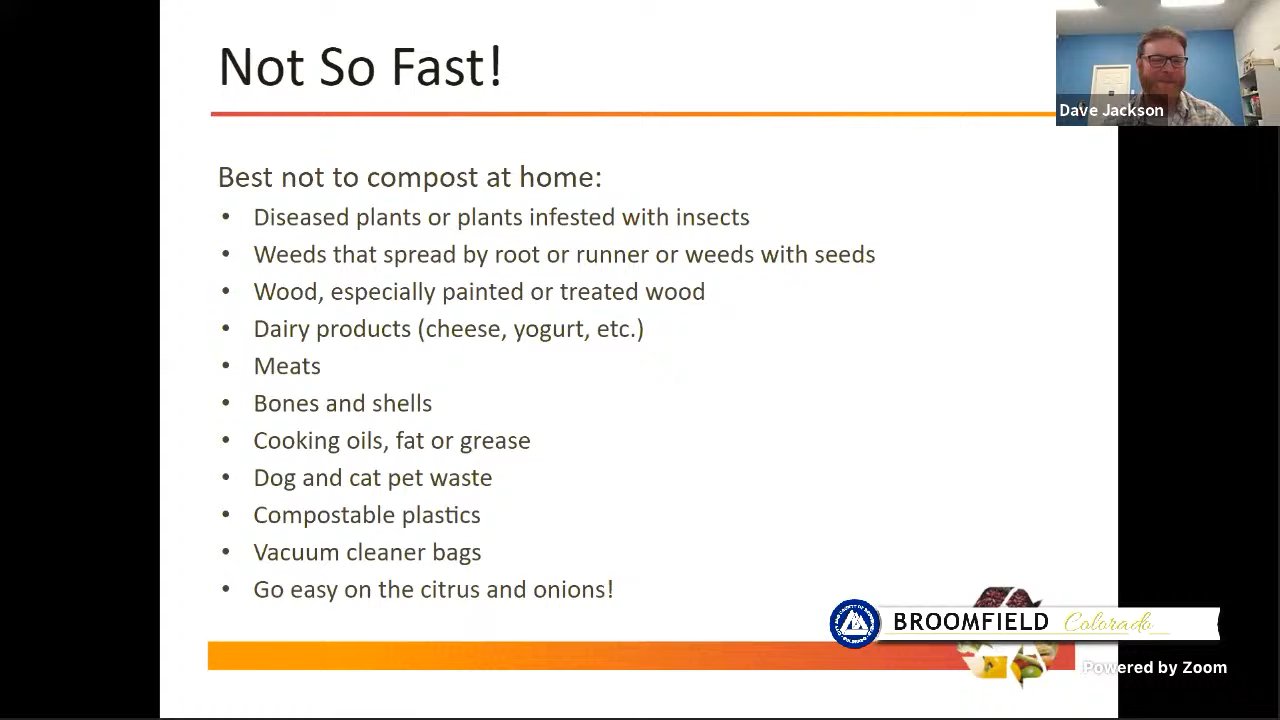 Not So Fast!
Dave Jackson
Best not to compost at home:
• Diseased plants or plants infested with insects
• Weeds that spread by root or runner or weeds with seeds
• Wood, especially painted or treated wood
• Dairy products (cheese, yogurt, etc.)
• Meats
• Bones and shells
• Cooking oils, fat or grease
• Dog and cat pet waste
• Compostable plastics
• Vacuum cleaner bags
• Go easy on the citrus and onions!
BROOMFIELD Colorado
Powered by Zoom